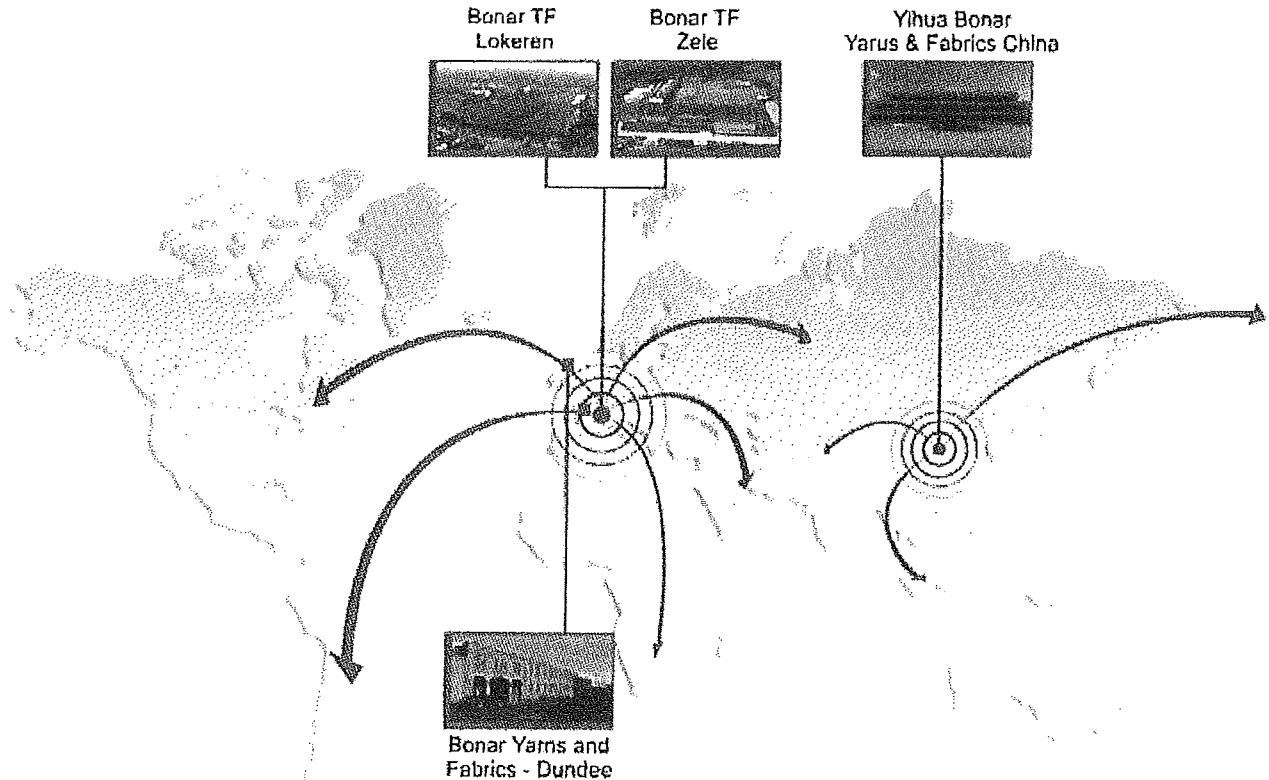 Bonar TF
Lokeren
Bonar TF
Zele
Yihua Bonar
Yarus & Fabrics China
Bonar Yarns and
Fabrics - Dundee